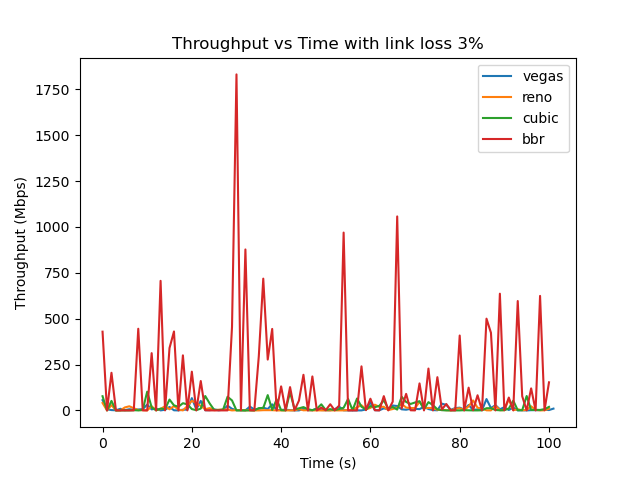 Throughput vs Time with link loss 3%
vegas
reno
cubic
bbr
1750
1500
1250
1000
750
500
250
0
Throughput (Mbps)
0 20 40 60 80 100
Time (s)